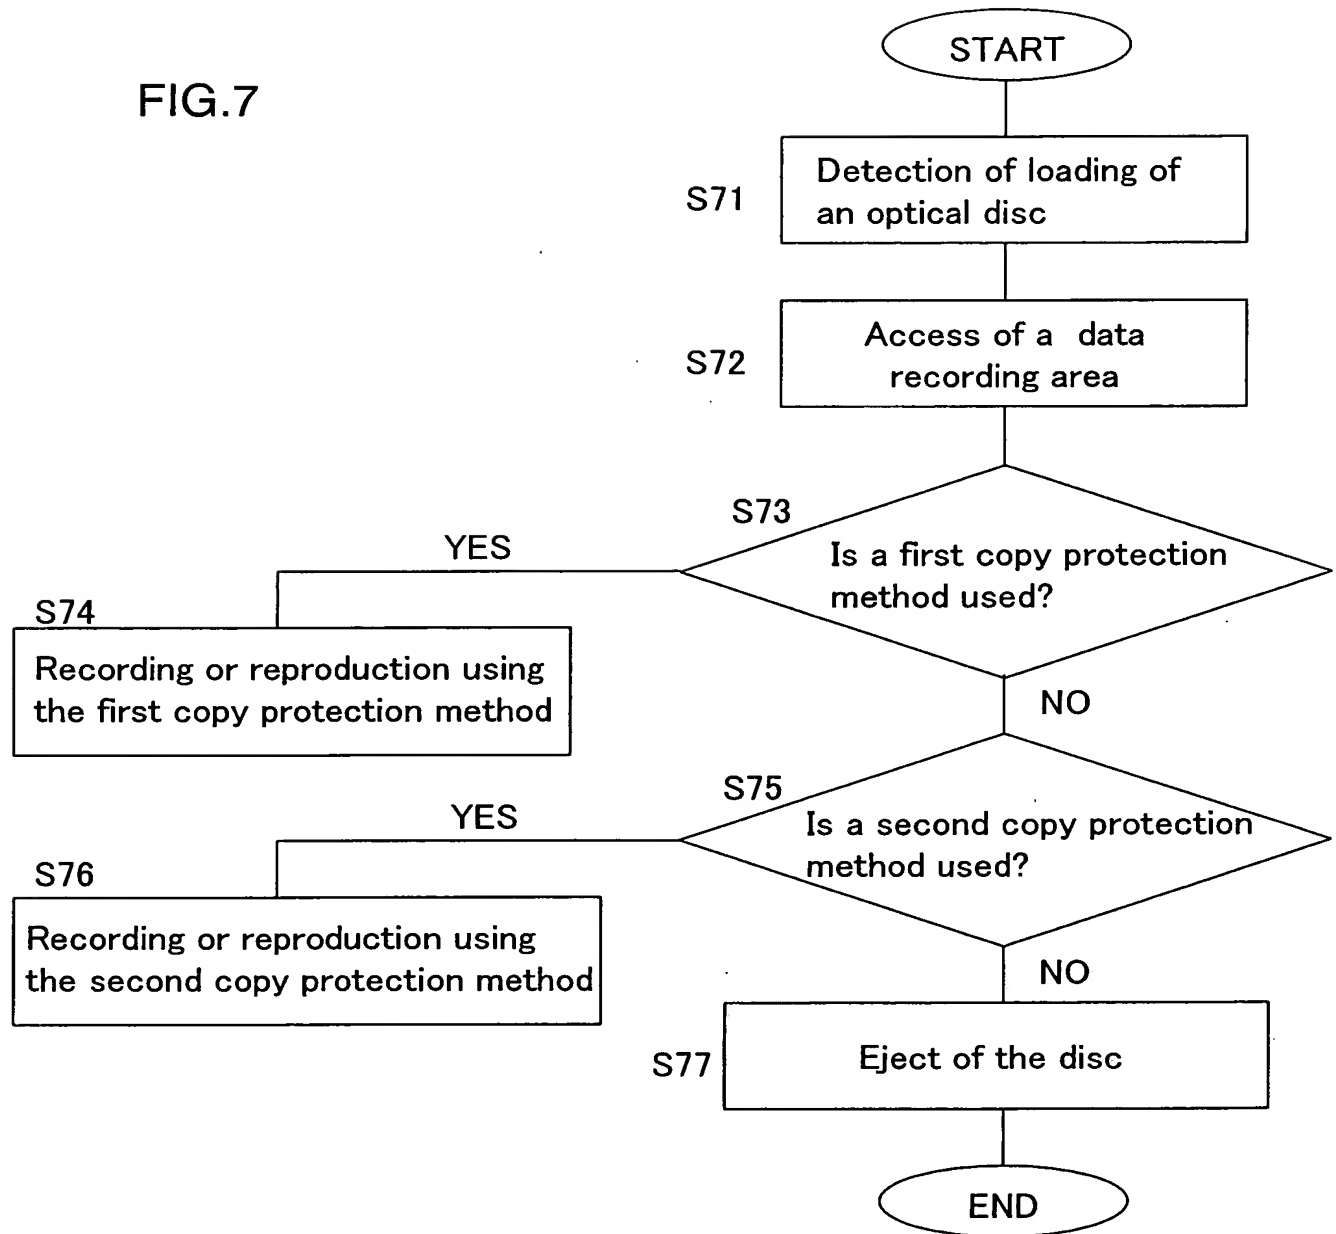 START
FIG.7
S71
Detection of loading of
an optical disc
S72
Access of a data
recording area
S73
Is a first copy protection
method used?
YES
S74
Recording or reproduction using
the first copy protection method
NO
S75
Is a second copy protection
method used?
YES
S76
Recording or reproduction using
the second copy protection method
NO
S77
Eject of the disc
END